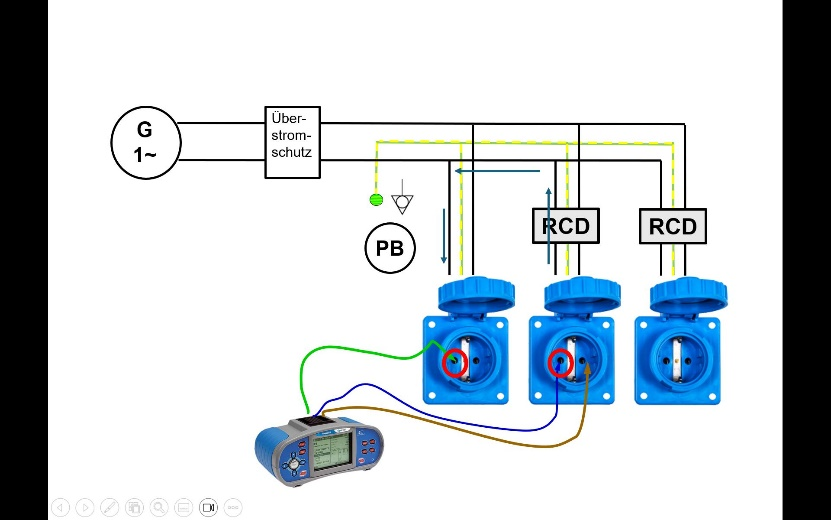 G
1~
Über-
strom-
schutz
PB
RCD
RCD